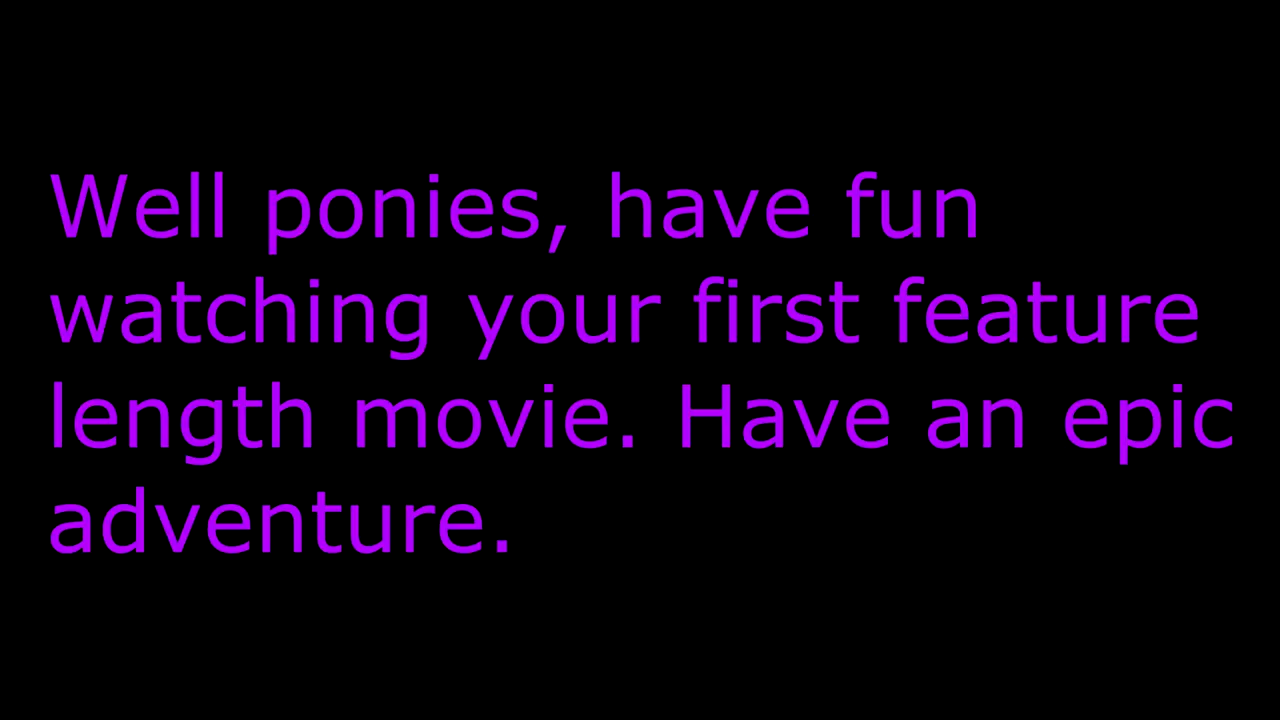 Well ponies, have fun
watching your first feature
length movie. Have an epic
adventure.